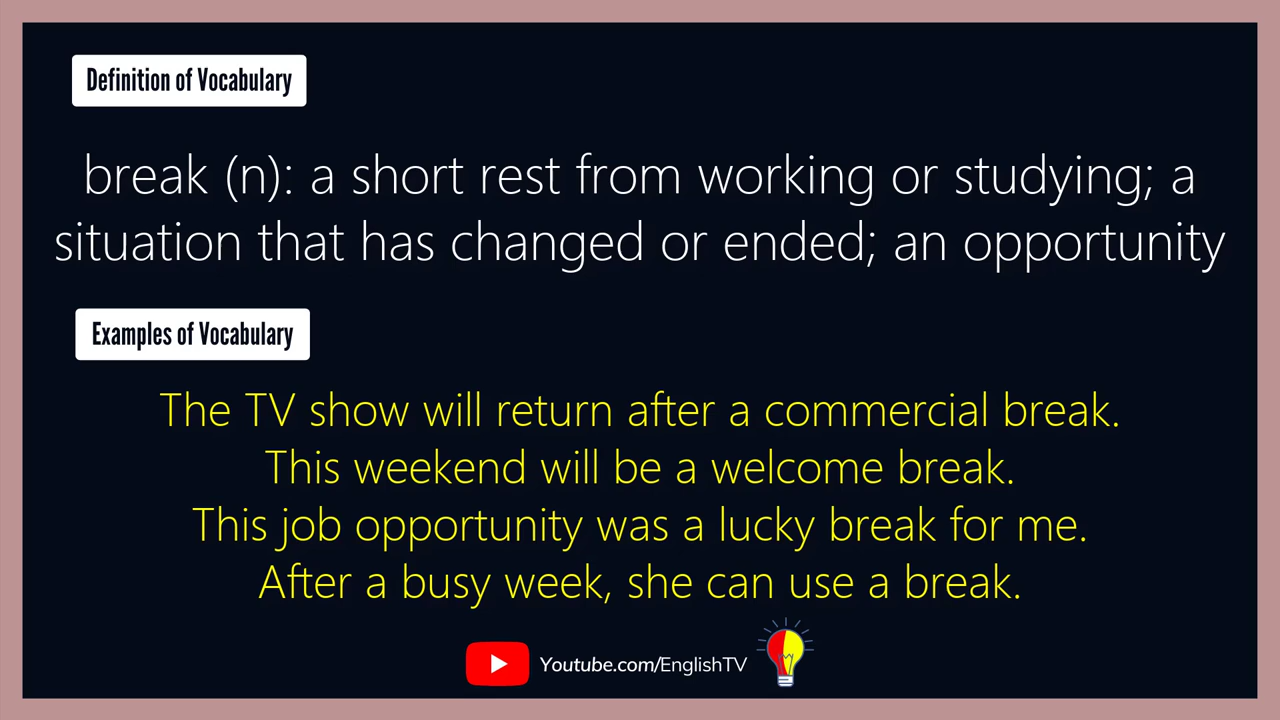 Definition of Vocabulary
break (n): a short rest from working or studying; a
situation that has changed or ended; an opportunity
Examples of Vocabulary
The TV show will return after a commercial break.
This weekend will be a welcome break.
This job opportunity was a lucky break for me.
After a busy week, she can use a break.
Youtube.com/EnglishTV